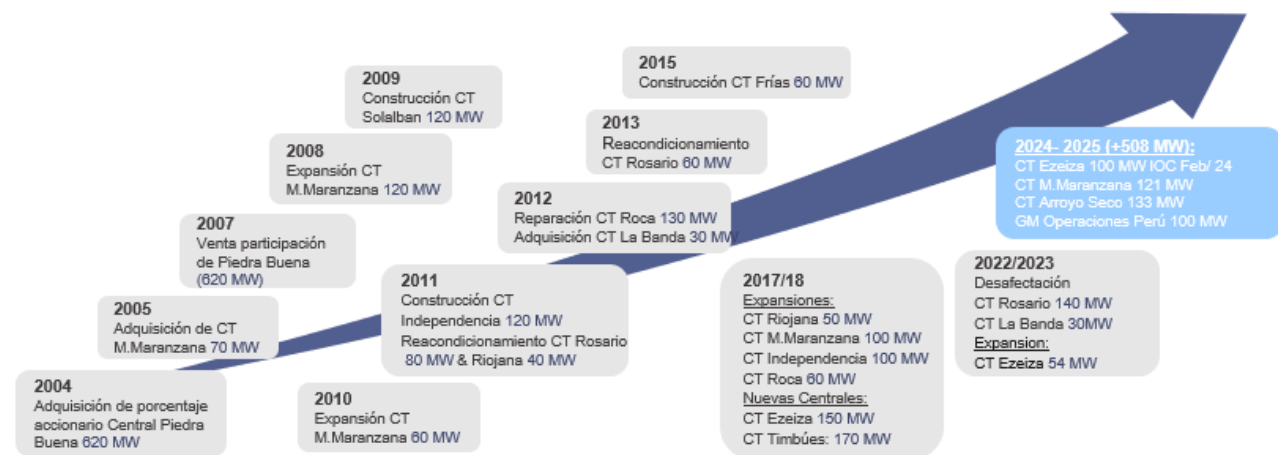 2004
Adquisición de porcentaje
accionario Central Piedra
Buena 620 MW
2005
Adquisición de CT
M.Maranzana 70 MW
2007
Venta participación
de Piedra Buena
(620 MW)
2008
Expansión CT
M.Maranzana 120 MW
2009
Construcción CT
Solalban 120 MW
2010
Expansión CT
M.Maranzana 60 MW
2011
Construcción CT
Independencia 120 MW
Reacondicionamiento CT Rosario
80 MW & Riojana 40 MW
2012
Reparación CT Roca 130 MW
Adquisición CT La Banda 30 MW
2013
Reacondicionamiento
CT Rosario 60 MW
2015
Construcción CT Frías 60 MW
2017/18
Expansiones:
CT Riojana 50 MW
CT M.Maranzana 100 MW
CT Independencia 100 MW
CT Roca 60 MW
Nuevas Centrales:
CT Ezeiza 150 MW
CT Timbúes: 170 MW
2022/2023
Desafectación
CT Rosario 140 MW
CT La Banda 30MW
Expansion:
CT Ezeiza 54 MW
2024- 2025 (+508 MW):
CT Ezeiza 100 MW IOC Feb/ 24
CT M.Maranzana 121 MW
CT Arroyo Seco 133 MW
GM Operaciones Perú 100 MW